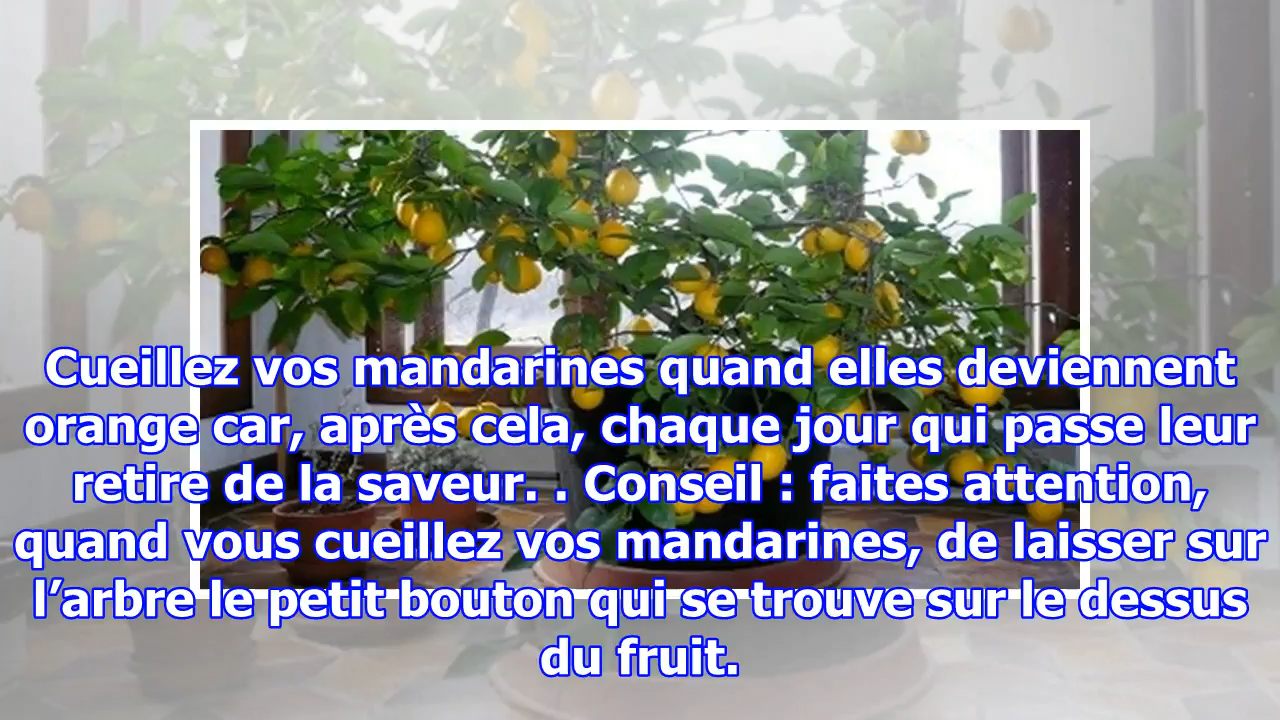 Cueillez vos mandarines quand elles deviennent
orange car, après cela, chaque jour qui passe leur
retire de la saveur. . Conseil : faites attention,
quand vous cueillez vos mandarines, de laisser sur
l’arbre le petit bouton qui se trouve sur le dessus
du fruit.